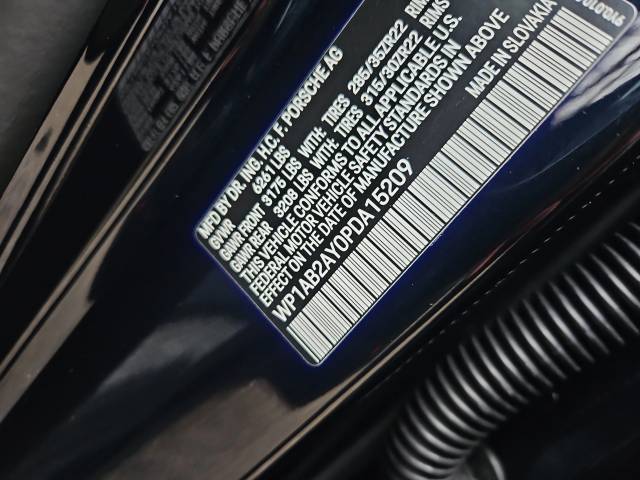 MFD BY DR. ING. H.C. F. PORSCHE AG
GVWR 6251 LBS
GAWR FRONT 3175 LBS WITH: TIRES 285/35ZR22 RIMS
GAWR REAR LBS WITH: TIRES 315/30ZR22 RIMS
THIS VEHICLE CONFORMS TO ALL APPLICABLE U.S.
FEDERAL MOTOR VEHICLE SAFETY STANDARDS IN
EFFECT ON THE DATE OF MANUFACTURE SHOWN ABOVE
WP1AB2AY0PDA15209 MADE IN SLOVAKIA